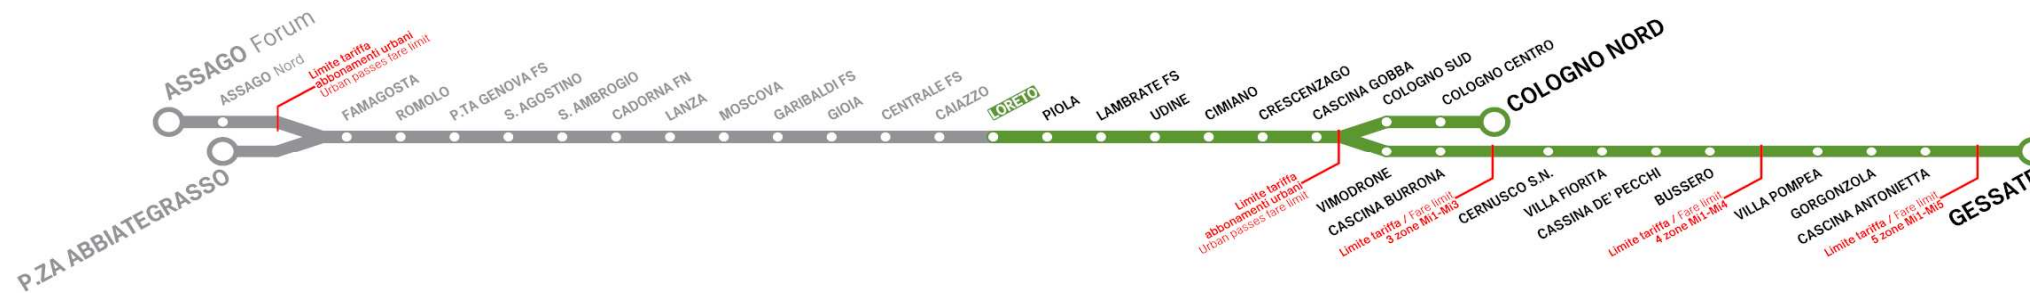 ASSAGO Forum
ASSAGO Nord
Limite tariffa
abbonamenti urbani
Urban passes fare limit
P.ZA ABBIATEGRASSO
FAMAGOSTA
ROMOLO
P.TA GENOVA FS
S. AGOSTINO
S. AMBROGIO
CADORNA FN
LANZA
MOSCOVA
GARIBALDI FS
GIOIA
CENTRALE FS
CAIAZZO
LORETO
PIOLA
LAMBRATE FS
UDINE
CIMIANO
CRESCENZAGO
CASCINA GOBBA
COLOGNO SUD
COLOGNO CENTRO
COLOGNO NORD
Limite tariffa
abbonamenti urbani
Urban passes fare limit
VIMODRONE
CASCINA BURRONA
Limite tariffa / Fare limit
3 zone Mi1-Mi3
CERNUSCO S.N.
VILLA FIORITA
CASSINA DE' PECCHI
BUSSERO
Limite tariffa / Fare limit
4 zone Mi1-Mi4
VILLA POMPEA
GORGONZOLA
CASCINA ANTONIETTA
Limite tariffa / Fare limit
5 zone Mi1-Mi5
GESSATE